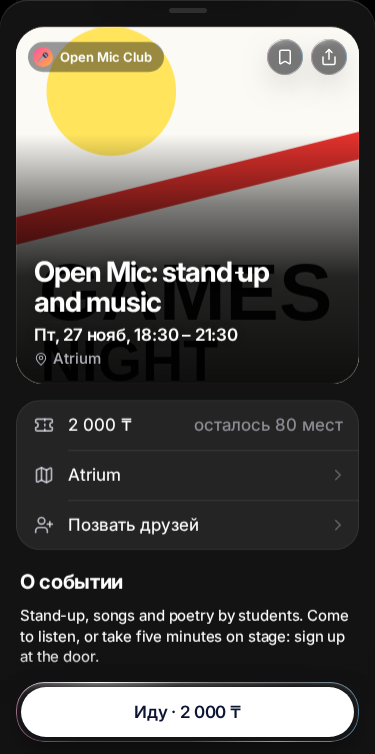 Open Mic Club
GAMES
NIGHT
Open Mic: stand-up
and music
Пт, 27 нояб, 18:30 – 21:30
Atrium
2 000 ₸
осталось 80 мест
Atrium
Позвать друзей
О событии
Stand-up, songs and poetry by students. Come
to listen, or take five minutes on stage: sign up
at the door.
Иду · 2 000 ₸